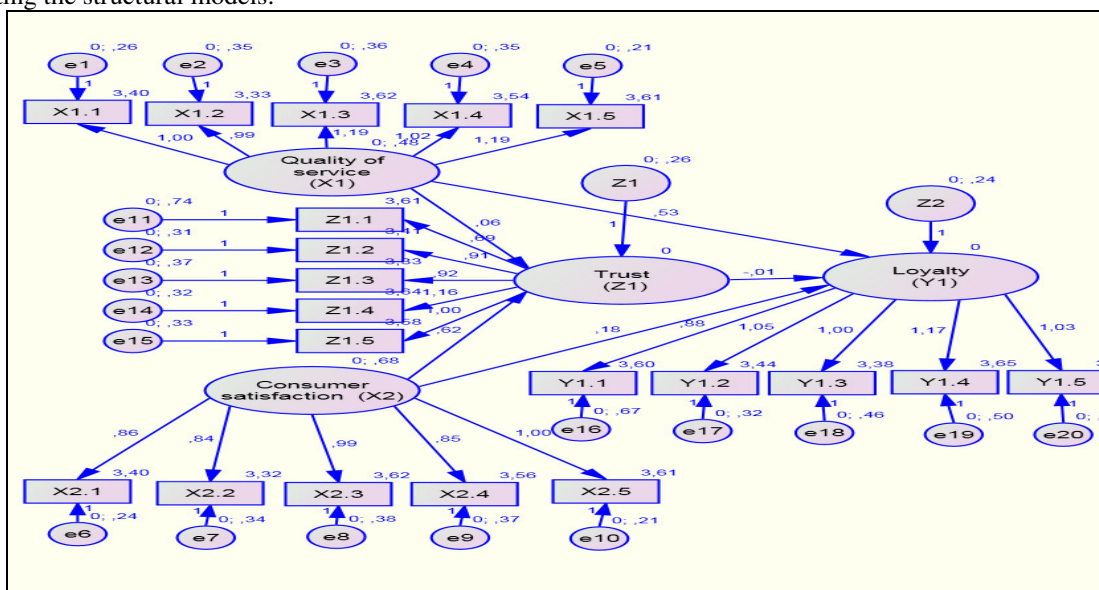 ting the structural models.
0; ,26 0; ,35 0; ,36 0; ,35 0; ,21
e1 e2 e3 e4 e5
1 1 1 1 1
3,40 3,33 3,62 3,54 3,61
X1.1 X1.2 X1.3 X1.4 X1.5
1,00 ,99 1,19 1,02 1,19
0; ,48
Quality of
service
(X1)
0; ,26
Z1
1
0
0; ,24
Z2
1
0
,53
,06
0; ,74
e11 1 Z1.1 3,61
,69
0; ,31
e12 1 Z1.2 3,41
,91
0; ,37
e13 1 Z1.3 3,33
,92
0; ,32
e14 1 Z1.4 3,64
1,16
0; ,33
e15 1 Z1.5 3,58
1,00
,62
Trust
(Z1)
-,01
Loyalty
(Y1)
0; ,68
Consumer
satisfaction (X2)
,18
,88 1,05 1,00 1,17 1,03
3,60 3,44 3,38 3,65
Y1.1 Y1.2 Y1.3 Y1.4 Y1.5
1 1 1 1 1
0; ,67 0; ,32 0; ,46 0; ,50 0;
e16 e17 e18 e19 e20
,86 ,84 ,99 ,85 1,00
3,40 3,32 3,62 3,56 3,61
X2.1 X2.2 X2.3 X2.4 X2.5
1 1 1 1 1
0; ,24 0; ,34 0; ,38 0; ,37 0; ,21
e6 e7 e8 e9 e10